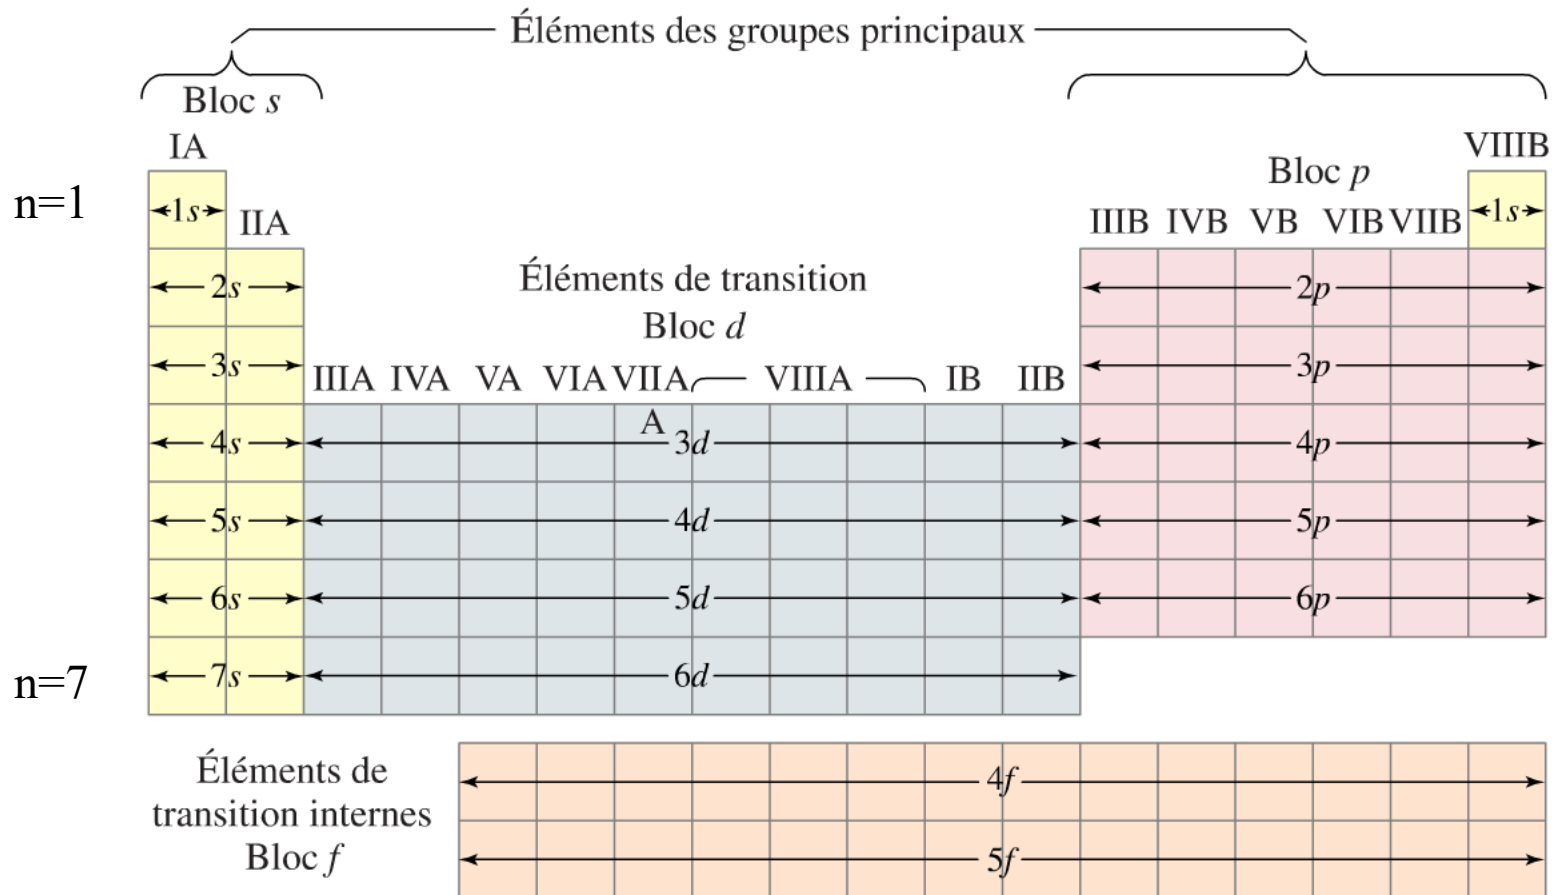 Éléments des groupes principaux
Bloc s
IA
VIIIB
Bloc p
n=1
1s
IIA
IIIB IVB VB VIB VIIB
1s
2s
Éléments de transition
Bloc d
2p
3s
IIIA IVA VA VIA VIIA VIIIA IB IIB
3p
A
4s
3d
4p
5s
4d
5p
6s
5d
6p
n=7
7s
6d
Éléments de
transition internes
Bloc f
4f
5f